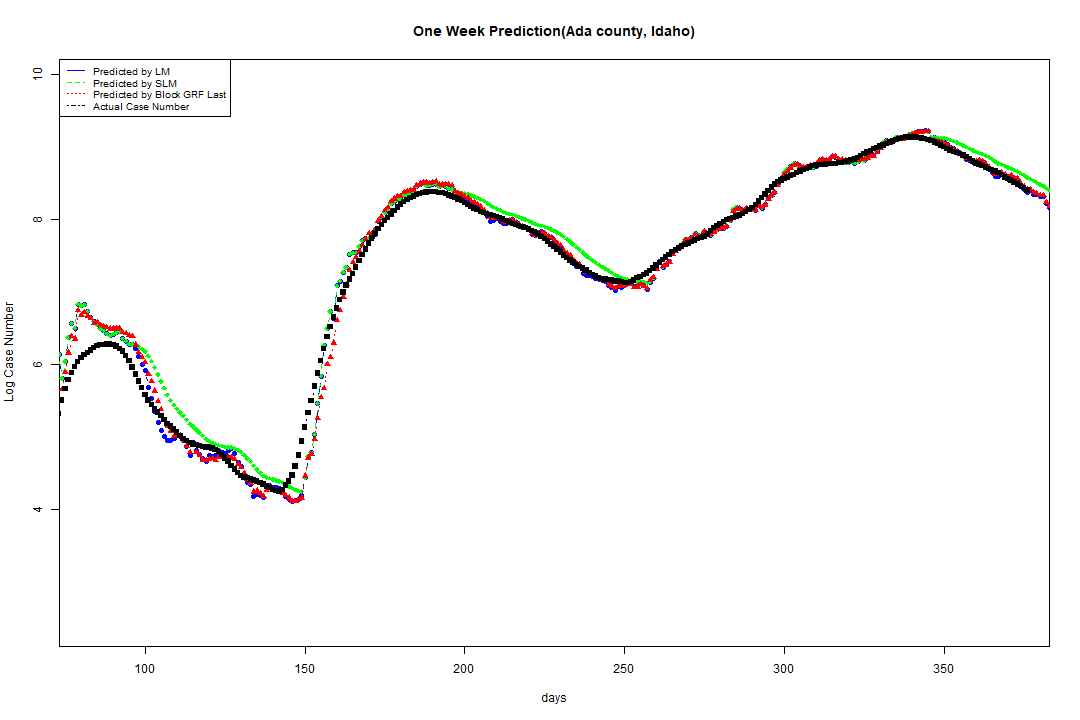 One Week Prediction(Ada county, Idaho)
Predicted by LM
Predicted by SLM
Predicted by Block GRF Last
Actual Case Number
Log Case Number
10
8
6
4
100 150 200 250 300 350
days